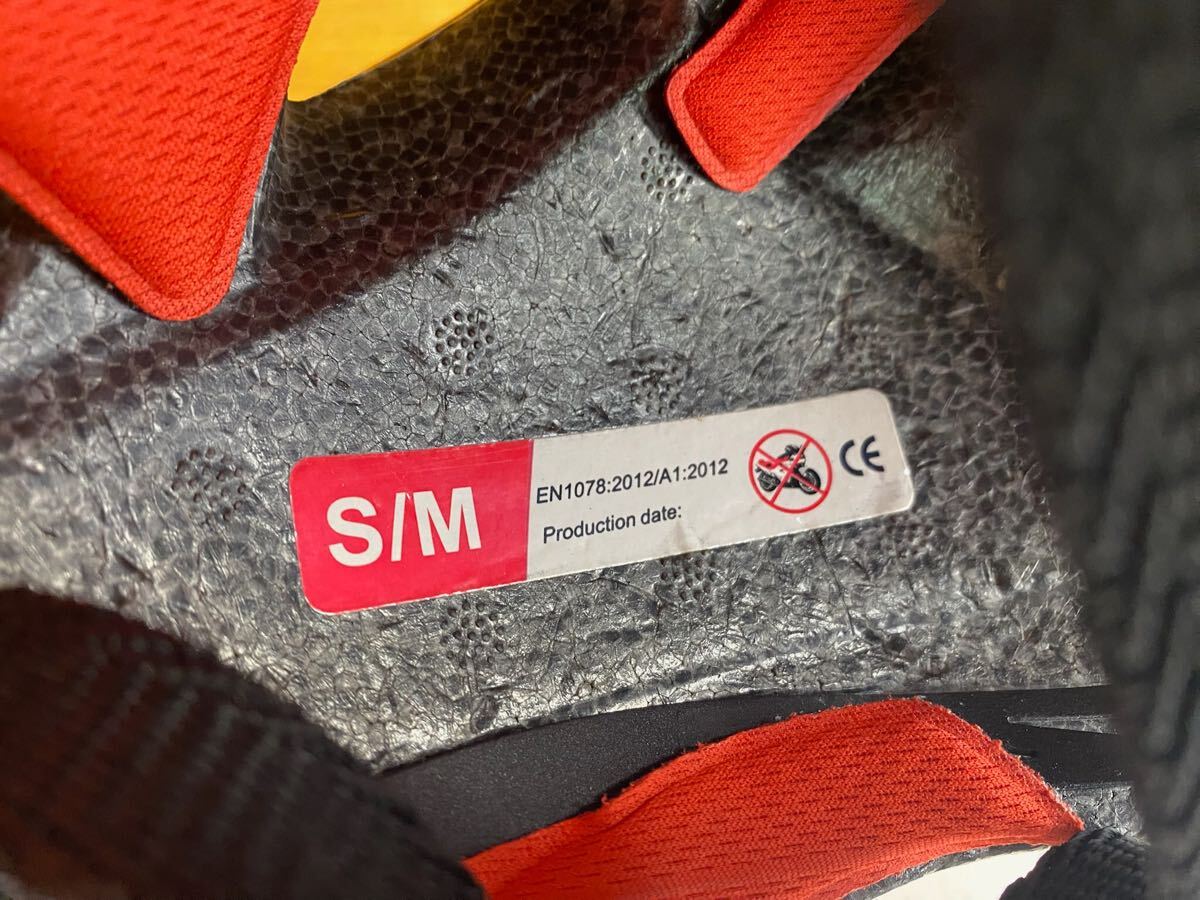 S/M
EN1078:2012/A1:2012
Production date:
CE